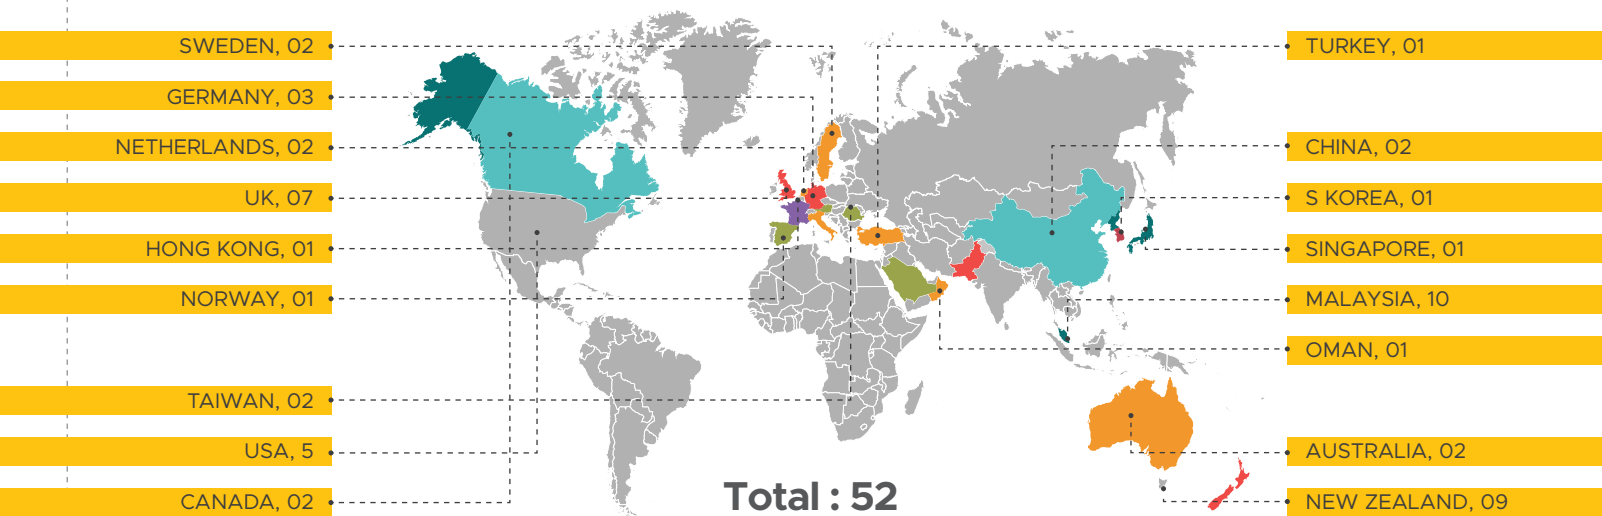 SWEDEN, 02
GERMANY, 03
NETHERLANDS, 02
UK, 07
HONG KONG, 01
NORWAY, 01
TAIWAN, 02
USA, 5
CANADA, 02
TURKEY, 01
CHINA, 02
S KOREA, 01
SINGAPORE, 01
MALAYSIA, 10
OMAN, 01
AUSTRALIA, 02
NEW ZEALAND, 09
Total : 52